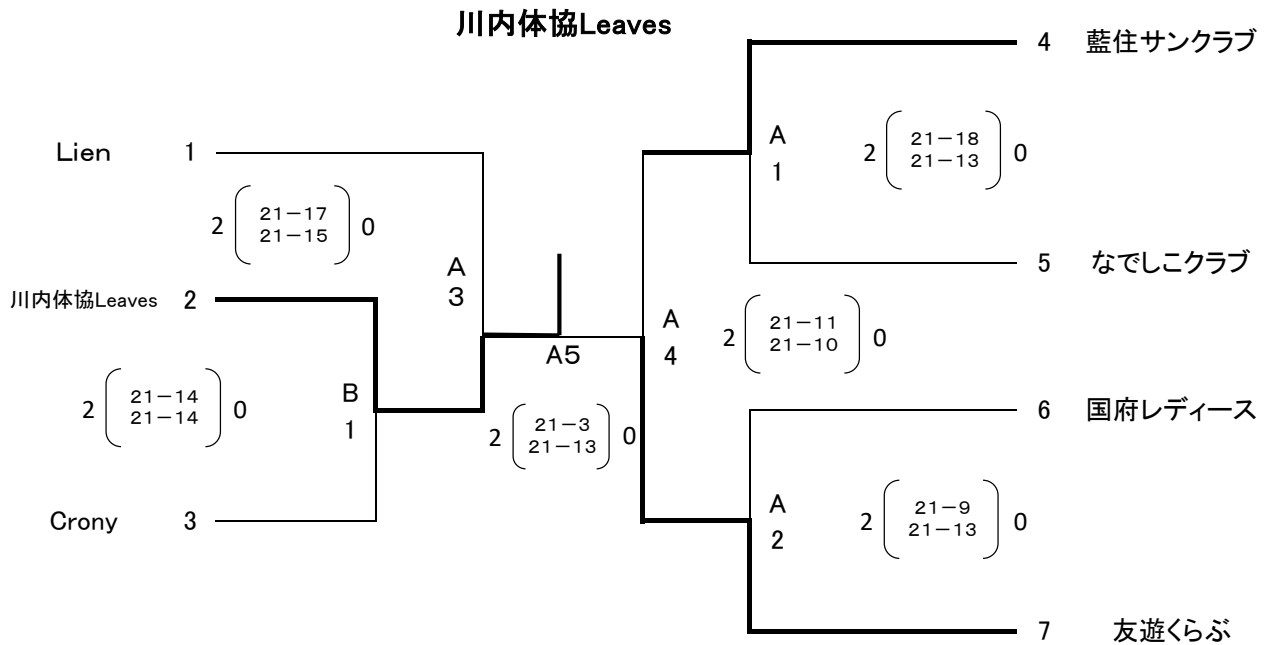 川内体協Leaves
Lien 1
2 21－17 0
21－15
A
3
川内体協Leaves 2
2 21－14 0
21－14
B
1
Crony 3
A5
2 21－3 0
21－13
4 藍住サンクラブ
A
1
2 21－18 0
21－13
5 なでしこクラブ
A
4
2 21－11 0
21－10
6 国府レディース
A
2
2 21－9 0
21－13
7 友遊くらぶ